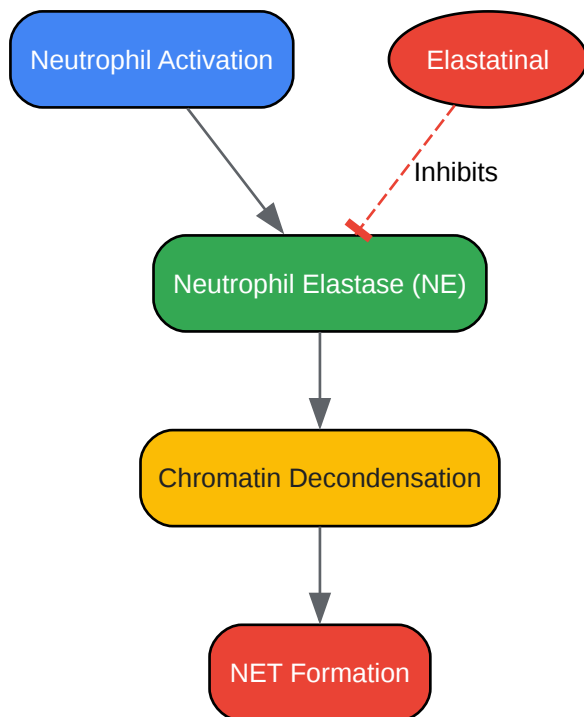 Neutrophil Activation
Elastatinal
Inhibits
Neutrophil Elastase (NE)
Chromatin Decondensation
NET Formation